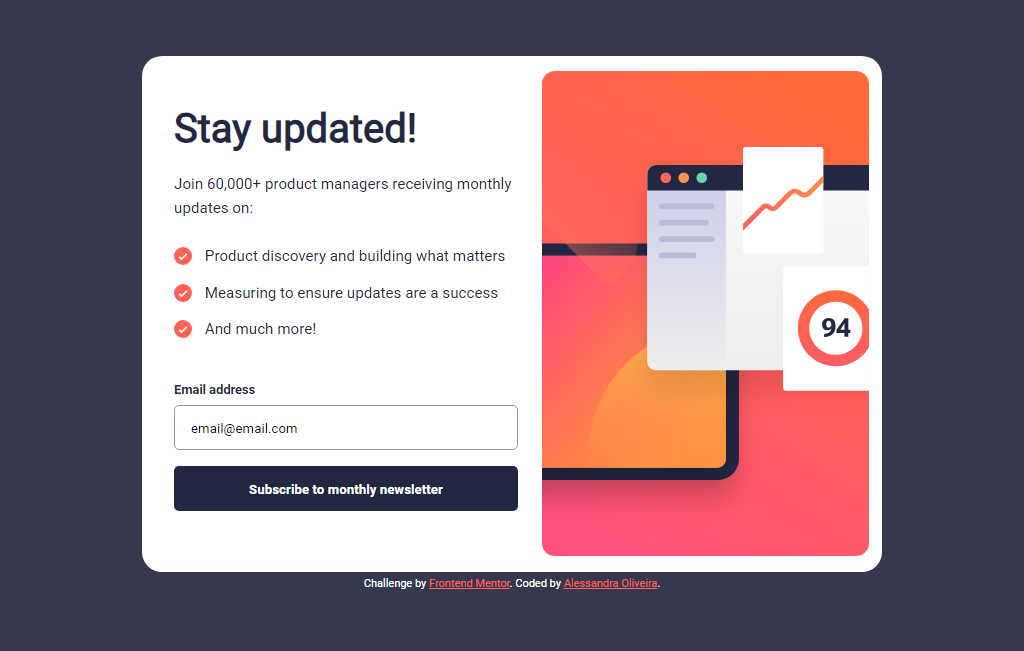 Stay updated!
Join 60,000+ product managers receiving monthly
updates on:
Product discovery and building what matters
Measuring to ensure updates are a success
And much more!
Email address
email@email.com
Subscribe to monthly newsletter
94
Challenge by Frontend Mentor. Coded by Alessandra Oliveira.